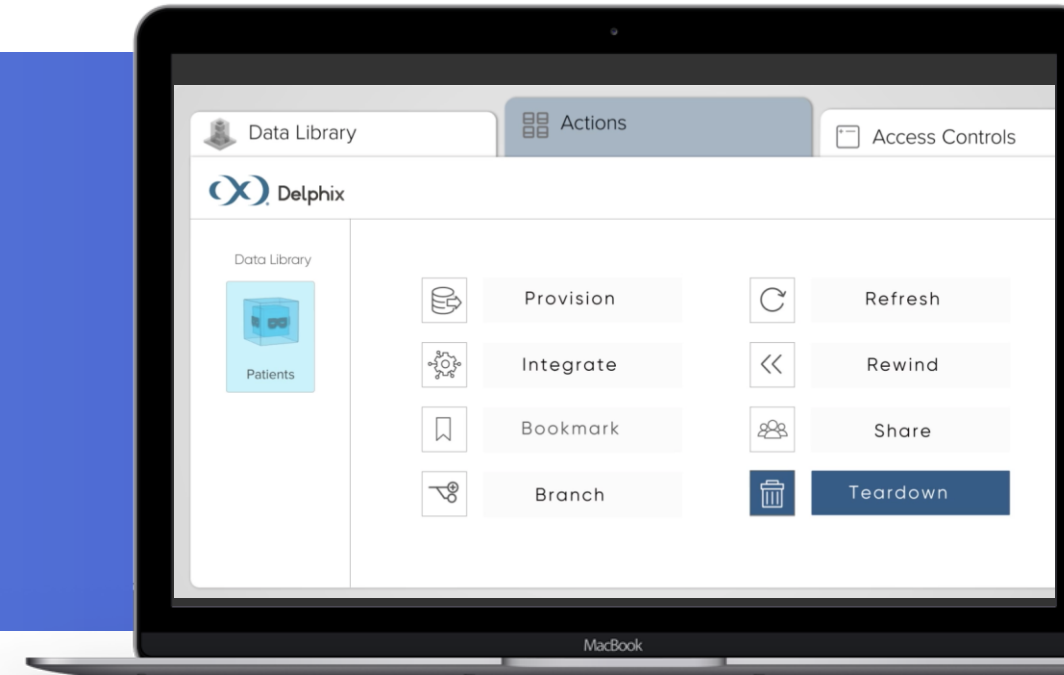 Data Library
Actions
Access Controls
Delphix
Data Library
Patients
Provision
Refresh
Integrate
Rewind
Bookmark
Share
Branch
Teardown
MacBook